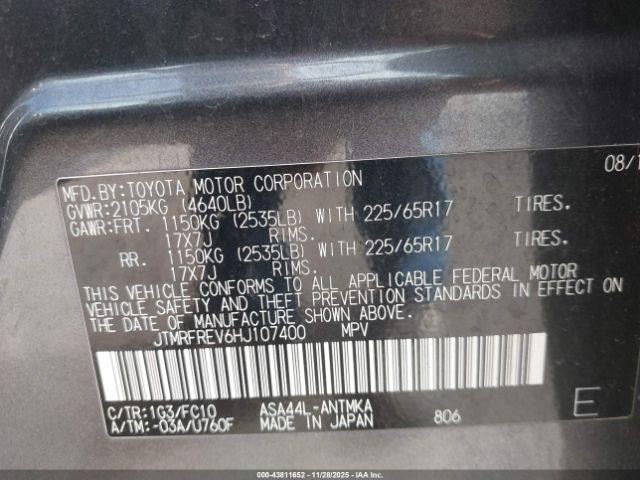 MFD.BY:TOYOTA MOTOR CORPORATION 08/1
GVWR:2105KG (4640LB)
GAWR:FRT. 1150KG (2535LB) WITH 225/65R17 TIRES.
17X7J RIMS.
RR. 1150KG (2535LB) WITH 225/65R17 TIRES.
17X7J RIMS.
THIS VEHICLE CONFORMS TO ALL APPLICABLE FEDERAL MOTOR
VEHICLE SAFETY AND THEFT PREVENTION STANDARDS IN EFFECT ON
THE DATE OF MANUFACTURE SHOWN ABOVE.
JTMRFREV6HJ107400 MPV
C/TR:1G3/FC10 ASA44L-ANTMKA
A/TM:-03A/U760F MADE IN JAPAN 806 E
000-43811652 | 11/28/2025 | Copart